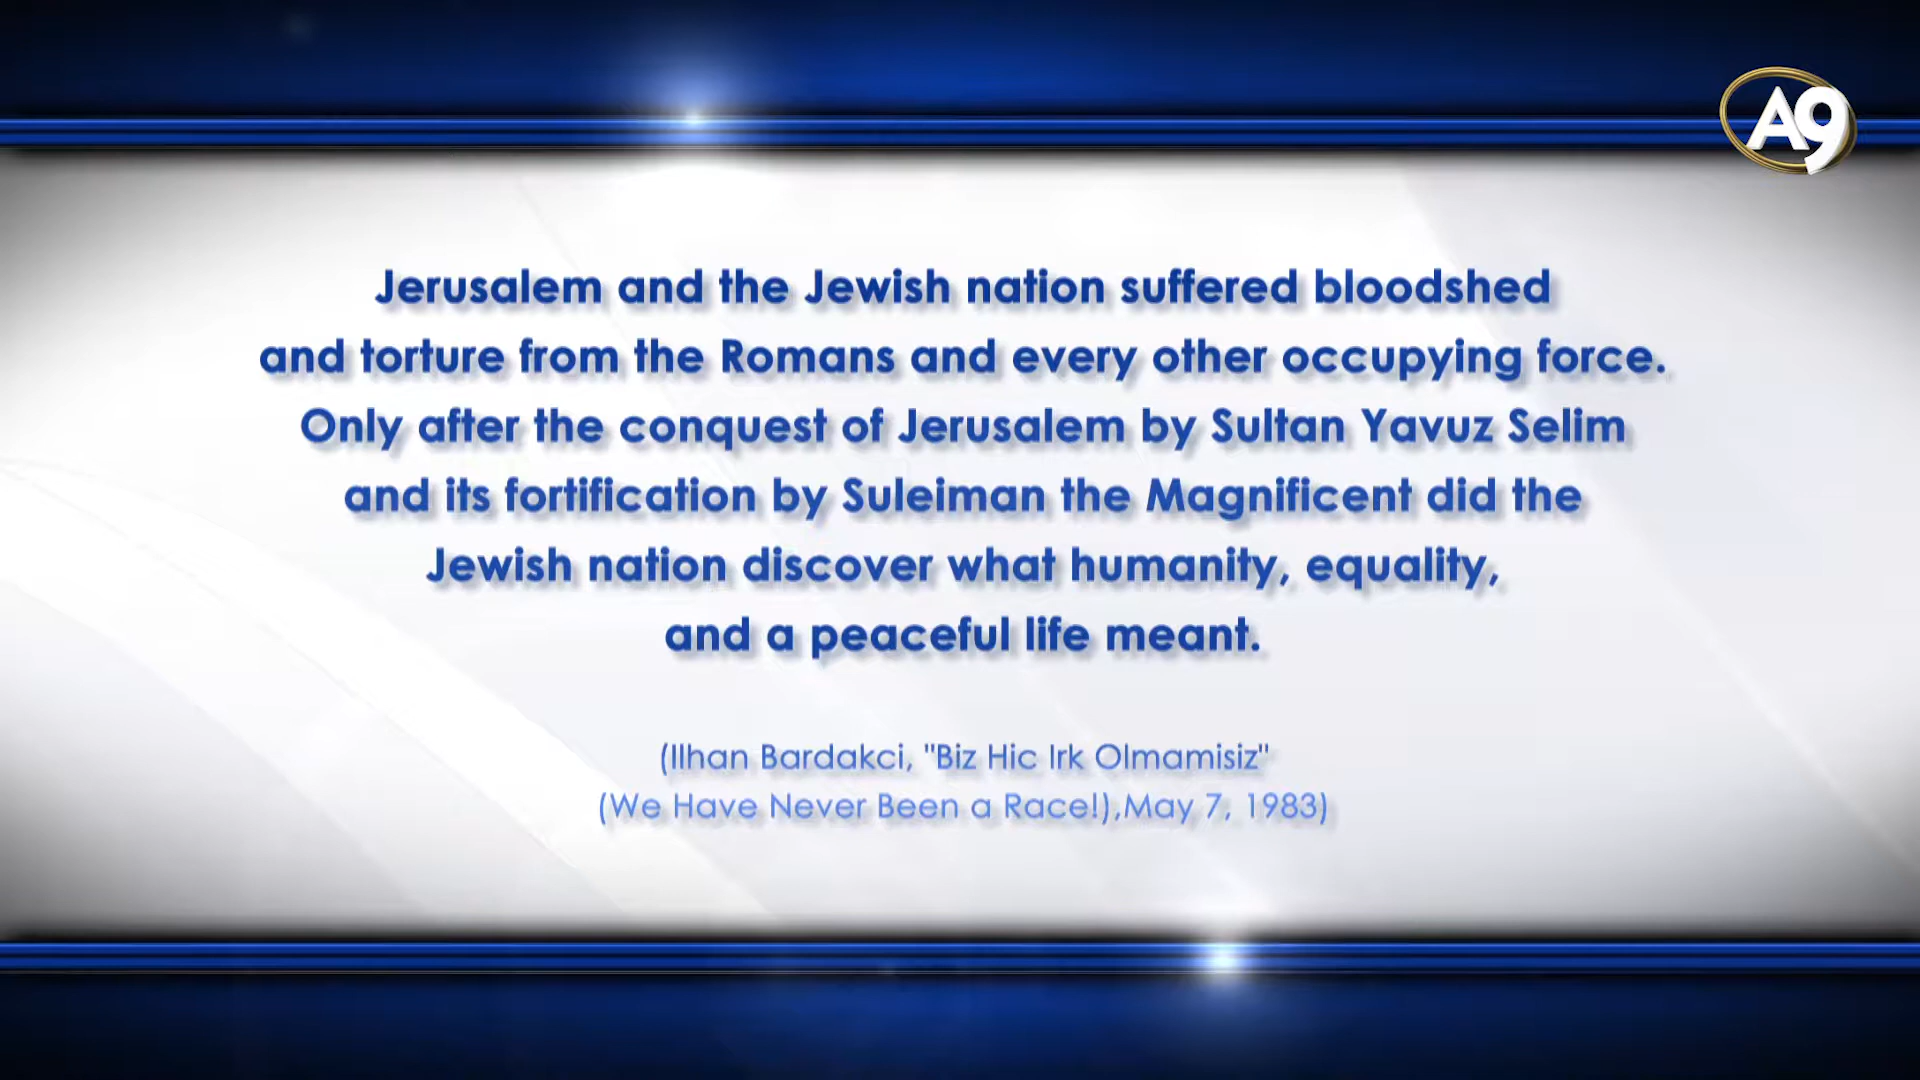 A9
Jerusalem and the Jewish nation suffered bloodshed
and torture from the Romans and every other occupying force.
Only after the conquest of Jerusalem by Sultan Yavuz Selim
and its fortification by Suleiman the Magnificent did the
Jewish nation discover what humanity, equality,
and a peaceful life meant.
(Ilhan Bardakci, "Biz Hic Irk Olmamisiz"
(We Have Never Been a Race!),May 7, 1983)